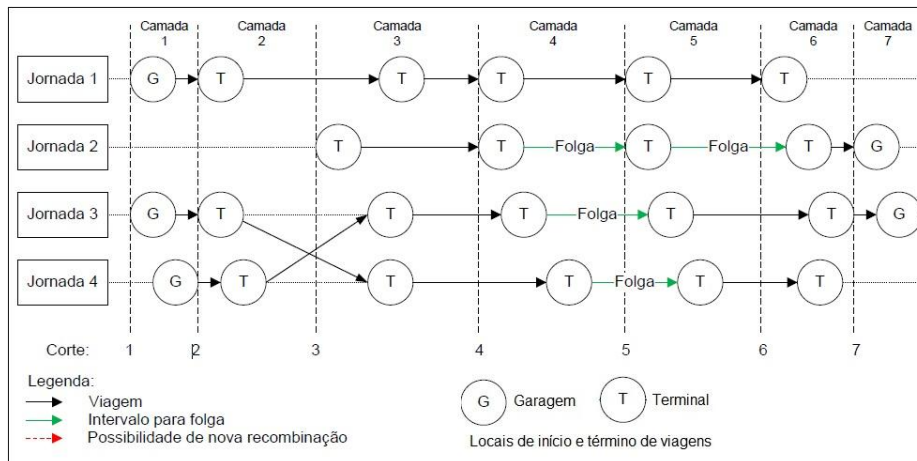 Camada Camada Camada Camada Camada Camada Camada
1 2 3 4 5 6 7
Jornada 1 G T T T T T
Jornada 2 T T Folga T Folga T G
Jornada 3 G T T T Folga T T G
Jornada 4 G T T T Folga T T
Corte: 1 2 3 4 5 6 7
Legenda:
Viagem
Intervalo para folga
Possibilidade de nova recombinação
G Garagem T Terminal
Locais de início e término de viagens